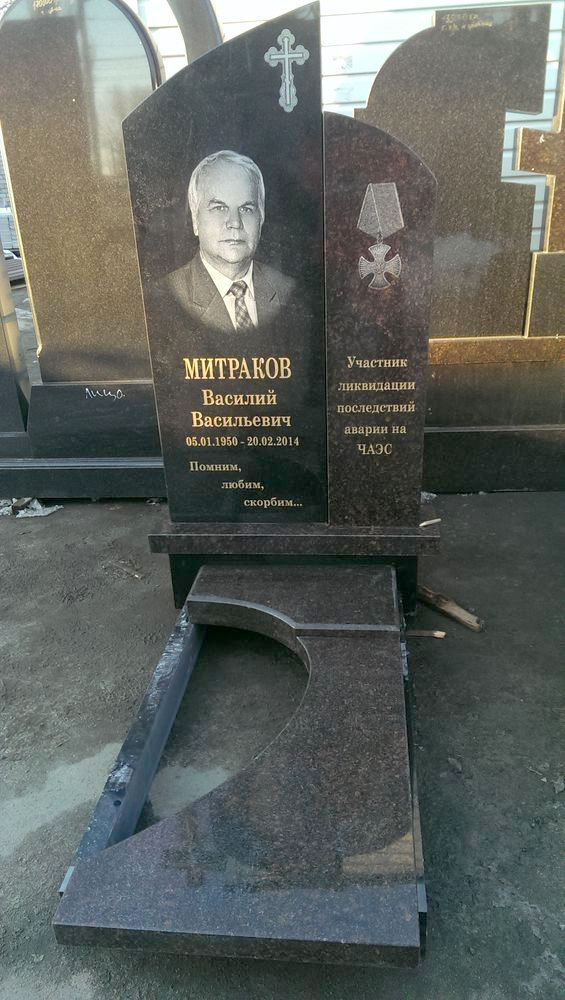 МИТРАКОВ
Василий
Васильевич
05.01.1950 - 20.02.2014
Помним,
любим,
скорбим...
Участник
ликвидации
последствий
аварии на
ЧАЭС